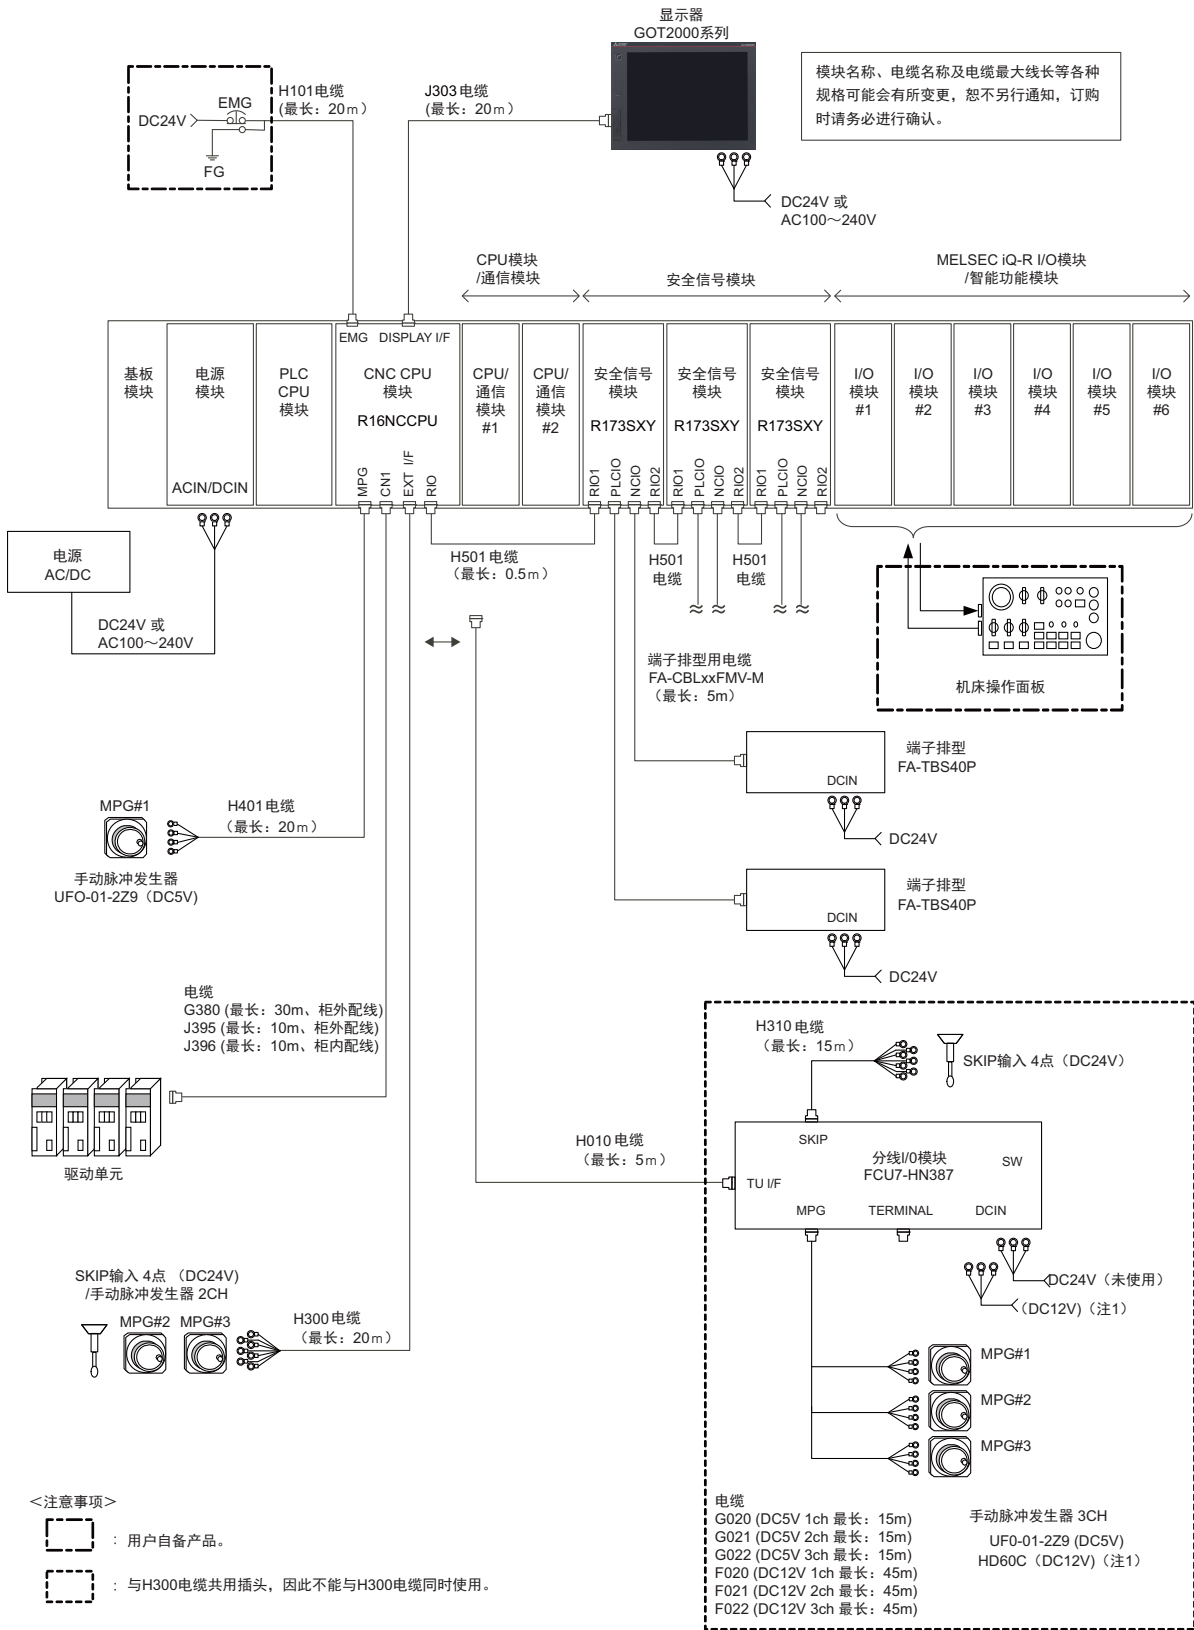 显示器
GOT2000系列
模块名称、电缆名称及电缆最大线长等各种
规格可能会有所变更，恕不另行通知，订购
时请务必进行确认。
H101电缆
(最长：20m）
J303电缆
(最长：20m）
EMG
DC24V
FG
DC24V 或
AC100～240V
CPU模块
/通信模块
安全信号模块
MELSEC iQ-R I/O模块
/智能功能模块
EMG DISPLAY I/F
基板
模块
电源
模块
PLC
CPU
模块
CNC CPU
模块
R16NCCPU
CPU/
通信
模块
#1
CPU/
通信
模块
#2
安全信号
模块
R173SXY
安全信号
模块
R173SXY
安全信号
模块
R173SXY
I/O
模块
#1
I/O
模块
#2
I/O
模块
#3
I/O
模块
#4
I/O
模块
#5
I/O
模块
#6
ACIN/DCIN
MPG
CN1
EXT I/F
RIO
RIO1
PLCIO
NCIO
RIO2
RIO1
PLCIO
NCIO
RIO2
RIO1
PLCIO
NCIO
RIO2
电源
AC/DC
DC24V 或
AC100～240V
H501电缆
（最长：0.5m）
H501
电缆
H501
电缆
机床操作面板
端子排型用电缆
FA-CBLxxFMV-M
（最长：5m）
端子排型
FA-TBS40P
DCIN
DC24V
MPG#1
H401电缆
（最长：20m）
手动脉冲发生器
UFO-01-2Z9（DC5V)
端子排型
FA-TBS40P
DCIN
DC24V
电缆
G380 (最长：30m、柜外配线)
J395 (最长：10m、柜外配线)
J396 (最长：10m、柜内配线)
驱动单元
H310电缆
（最长：15m）
SKIP输入 4点（DC24V）
H010电缆
（最长：5m）
SKIP
分线I/0模块
FCU7-HN387
SW
TU I/F
MPG
TERMINAL
DCIN
DC24V（未使用）
（DC12V)（注1）
SKIP输入 4点 （DC24V)
/手动脉冲发生器 2CH
MPG#2 MPG#3
H300电缆
（最长：20m）
MPG#1
MPG#2
MPG#3
电缆
G020 (DC5V 1ch 最长：15m)
G021 (DC5V 2ch 最长：15m)
G022 (DC5V 3ch 最长：15m)
F020 (DC12V 1ch 最长：45m)
F021 (DC12V 2ch 最长：45m)
F022 (DC12V 3ch 最长：45m)
手动脉冲发生器 3CH
UF0-01-2Z9 (DC5V)
HD60C（DC12V)（注1）
＜注意事项＞
：用户自备产品。
：与H300电缆共用插头，因此不能与H300电缆同时使用。